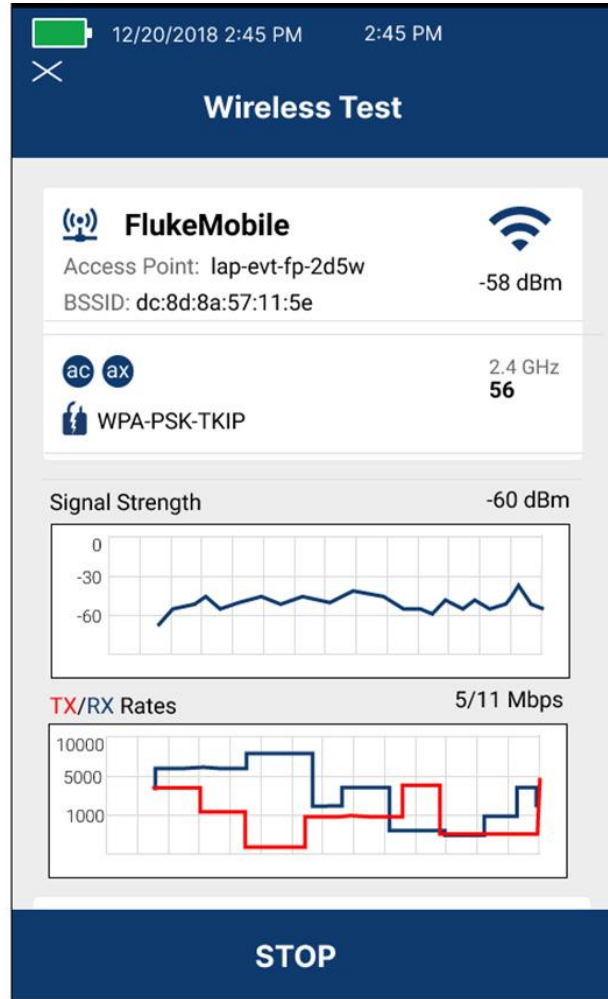 12/20/2018 2:45 PM 2:45 PM
Wireless Test
FlukeMobile
Access Point: lap-evt-fp-2d5w
-58 dBm
BSSID: dc:8d:8a:57:11:5e
ac ax
2.4 GHz
56
WPA-PSK-TKIP
Signal Strength -60 dBm
0
-30
-60
TX/RX Rates 5/11 Mbps
10000
5000
1000
STOP